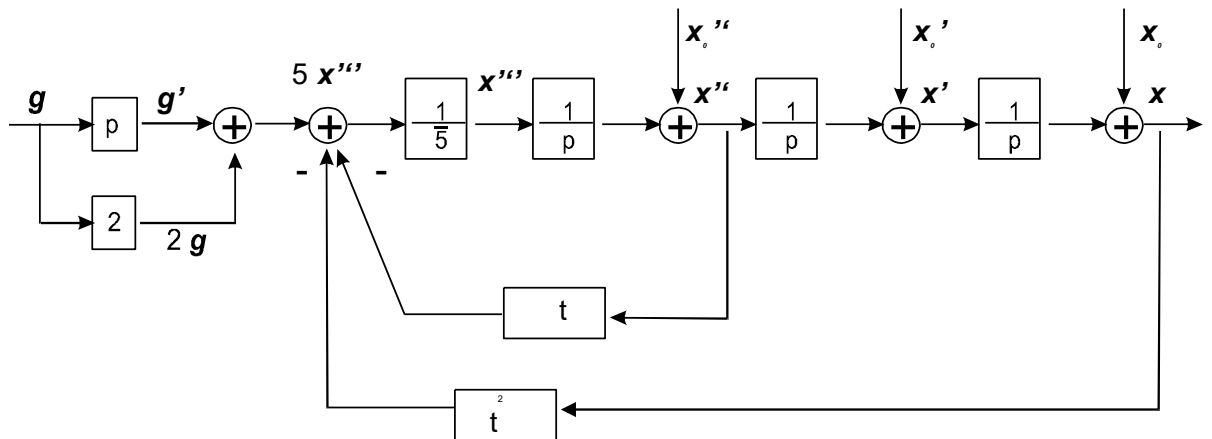 x₀’‘
x₀’
x₀
5 x’‘’
g
p
g’
+
+
1
5
x’‘’
1
p
+
x’‘
1
p
+
x’
1
p
+
x
-
-
2
2 g
t
t²